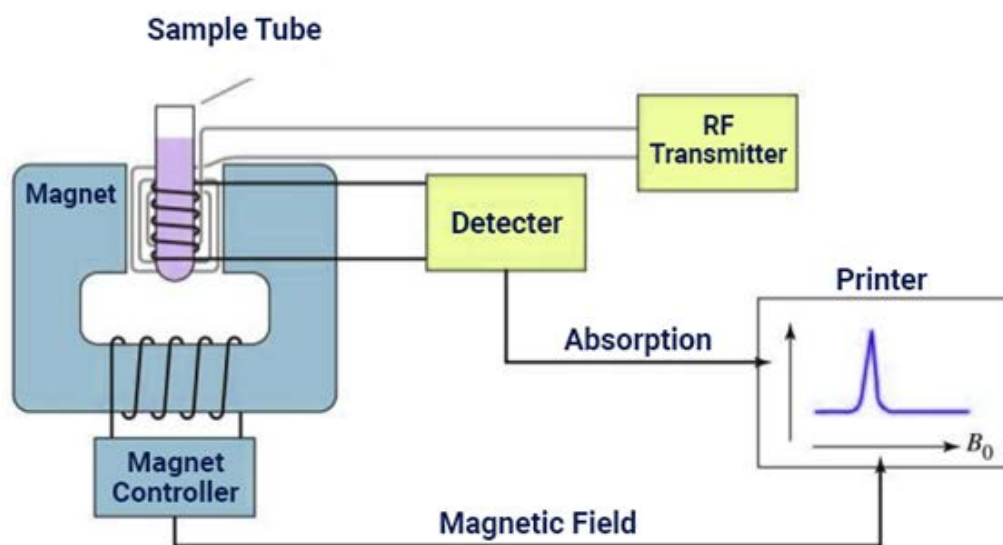 Sample Tube
RF
Transmitter
Magnet
Detecter
Printer
Absorption
B0
Magnet
Controller
Magnetic Field